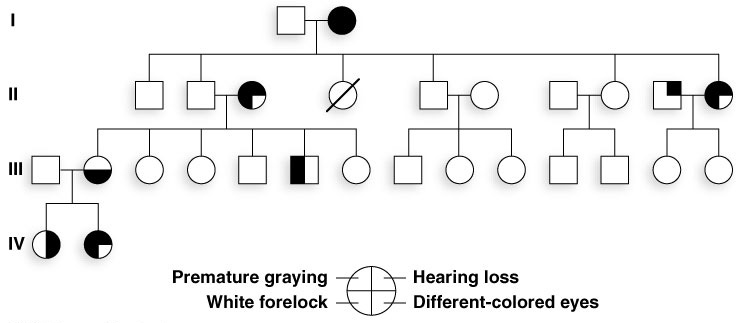 I
II
III
IV
Premature graying
Hearing loss
White forelock
Different-colored eyes